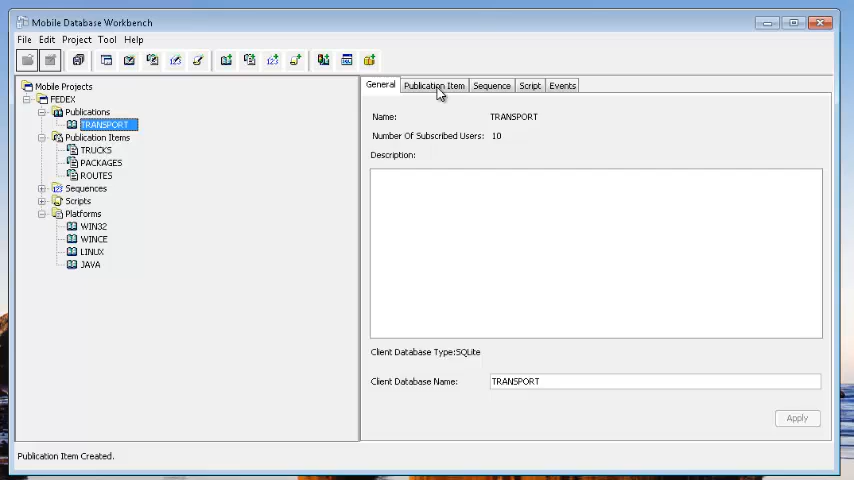 Mobile Database Workbench
File Edit Project Tool Help
Mobile Projects
FEDEX
Publications
TRANSPORT
Publication Items
TRUCKS
PACKAGES
ROUTES
Sequences
Scripts
Platforms
WIN32
WINCE
LINUX
JAVA
General Publication Item Sequence Script Events
Name: TRANSPORT
Number Of Subscribed Users: 10
Description:
Client Database Type:SQLite
Client Database Name: TRANSPORT
Apply
Publication Item Created.